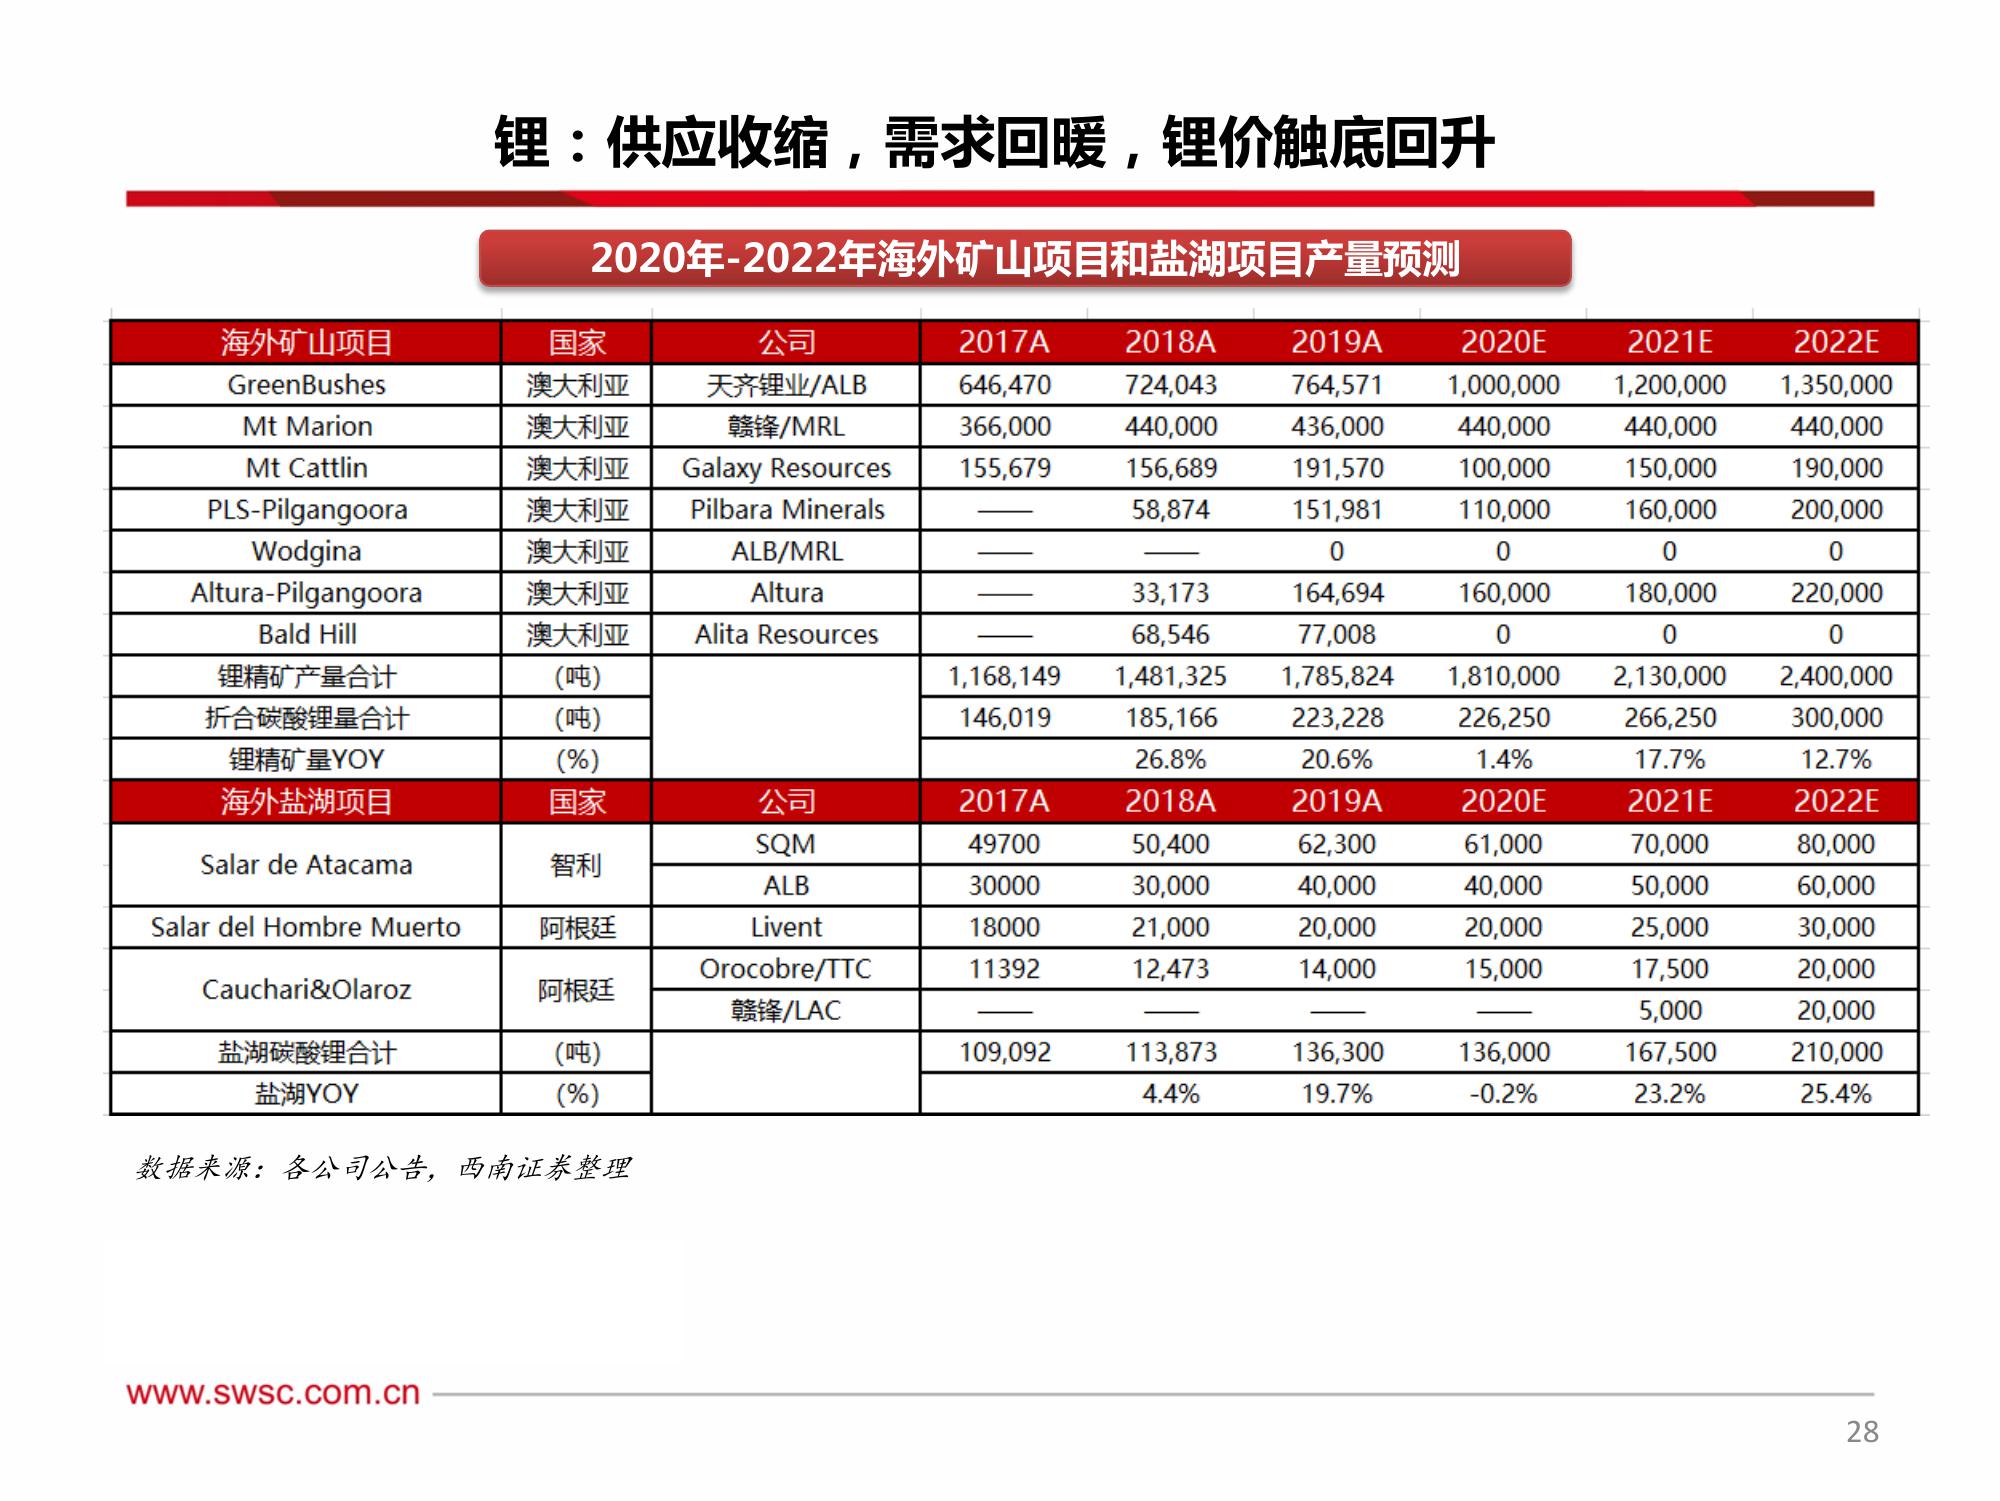 锂：供应收缩，需求回暖，锂价触底回升
2020年-2022年海外矿山项目和盐湖项目产量预测
海外矿山项目 国家 公司 2017A 2018A 2019A 2020E 2021E 2022E
GreenBushes 澳大利亚 天齐锂业/ALB 646,470 724,043 764,571 1,000,000 1,200,000 1,350,000
Mt Marion 澳大利亚 赣锋/MRL 366,000 440,000 436,000 440,000 440,000 440,000
Mt Cattlin 澳大利亚 Galaxy Resources 155,679 156,689 191,570 100,000 150,000 190,000
PLS-Pilgangoora 澳大利亚 Pilbara Minerals —— 58,874 151,981 110,000 160,000 200,000
Wodgina 澳大利亚 ALB/MRL —— —— 0 0 0 0
Altura-Pilgangoora 澳大利亚 Altura —— 33,173 164,694 160,000 180,000 220,000
Bald Hill 澳大利亚 Alita Resources —— 68,546 77,008 0 0 0
锂精矿产量合计 (吨) 1,168,149 1,481,325 1,785,824 1,810,000 2,130,000 2,400,000
折合碳酸锂量合计 (吨) 146,019 185,166 223,228 226,250 266,250 300,000
锂精矿量YOY (%) 26.8% 20.6% 1.4% 17.7% 12.7%
海外盐湖项目 国家 公司 2017A 2018A 2019A 2020E 2021E 2022E
Salar de Atacama 智利 SQM 49700 50,400 62,300 61,000 70,000 80,000
ALB 30000 30,000 40,000 40,000 50,000 60,000
Salar del Hombre Muerto 阿根廷 Livent 18000 21,000 20,000 20,000 25,000 30,000
Cauchari&Olaroz 阿根廷 Orocobre/TTC 11392 12,473 14,000 15,000 17,500 20,000
赣锋/LAC —— —— —— —— 5,000 20,000
盐湖碳酸锂合计 (吨) 109,092 113,873 136,300 136,000 167,500 210,000
盐湖YOY (%) 4.4% 19.7% -0.2% 23.2% 25.4%
数据来源：各公司公告，西南证券整理
www.swsc.com.cn
28